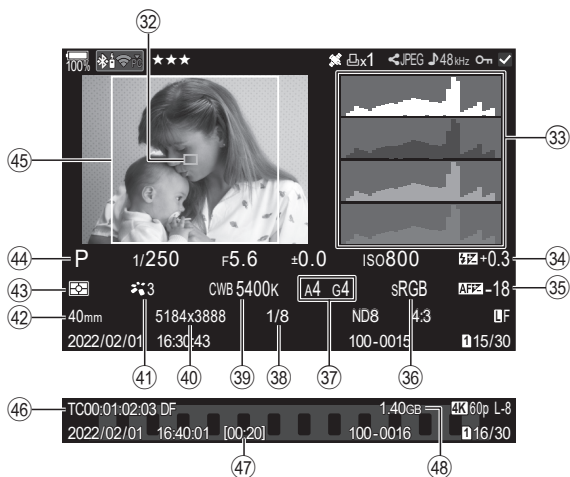 32
100% PC ★★★ x1 JPEG 48kHz
33
45
44 P 1/250 F5.6 ±0.0 ISO800 +0.3 34
43 3 CWB 5400K A4 G4 sRGB AFZ -18 35
42 40mm 5184x3888 1/8 ND8 4:3 LF
2022/02/01 16:30:43 100-0015 1 15/30
41 40 39 38 37 36
46 TC00:01:02:03 DF 1.40GB 4K 60p L-8
2022/02/01 16:40:01 [00:20] 100-0016 1 16/30
47 48